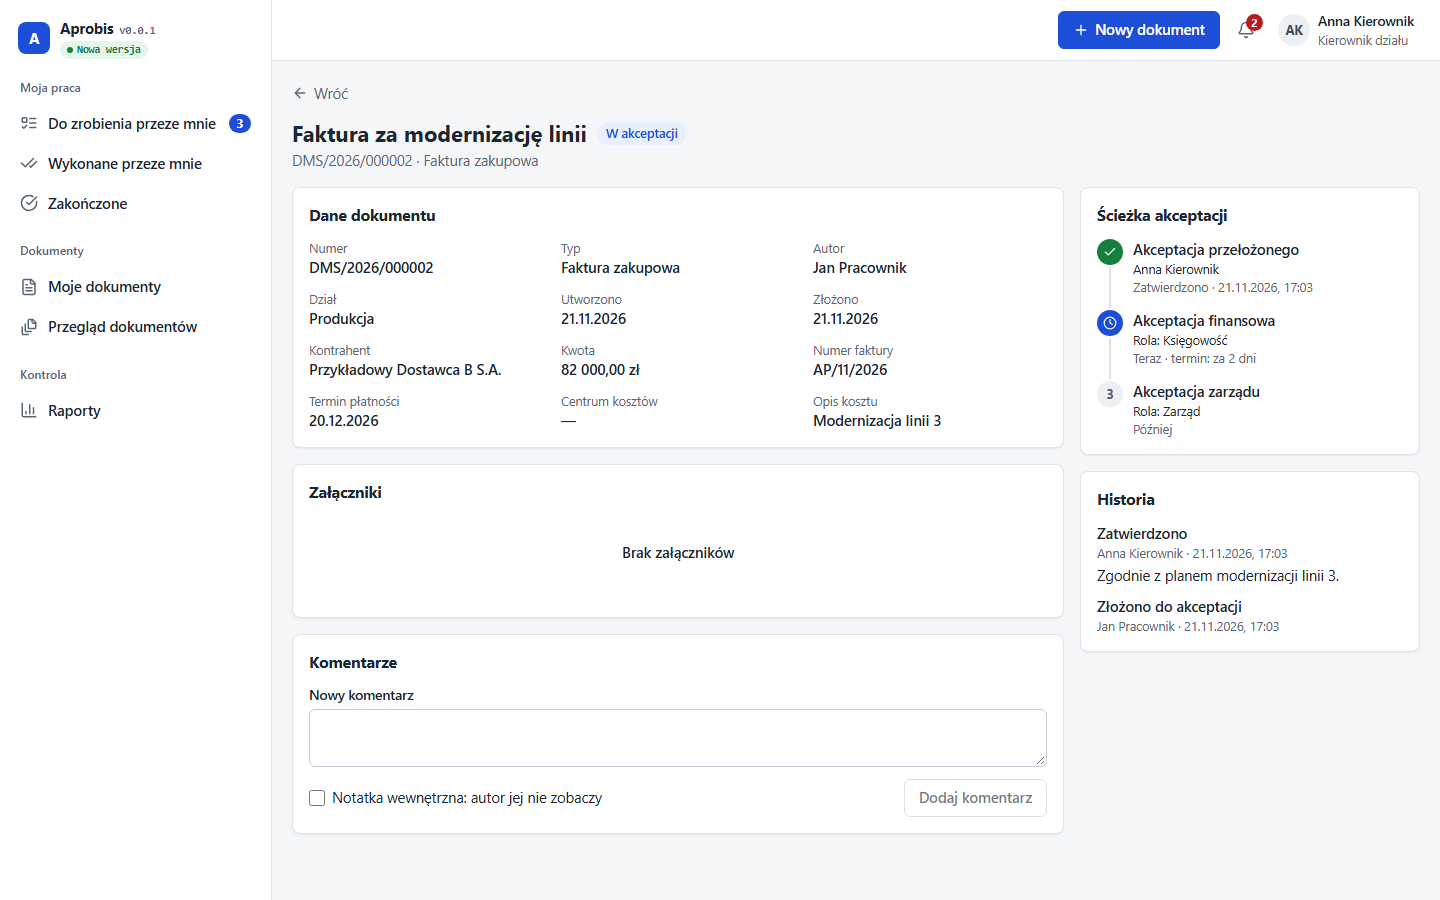 A
Aprobis v0.0.1
Nowa wersja
Moja praca
Do zrobienia przeze mnie 3
Wykonane przeze mnie
Zakończone
Dokumenty
Moje dokumenty
Przegląd dokumentów
Kontrola
Raporty
+ Nowy dokument
2
AK
Anna Kierownik
Kierownik działu
← Wróć
Faktura za modernizację linii W akceptacji
DMS/2026/000002 · Faktura zakupowa
Dane dokumentu
Numer Typ Autor
DMS/2026/000002 Faktura zakupowa Jan Pracownik
Dział Utworzono Złożono
Produkcja 21.11.2026 21.11.2026
Kontrahent Kwota Numer faktury
Przykładowy Dostawca B S.A. 82 000,00 zł AP/11/2026
Termin płatności Centrum kosztów Opis kosztu
20.12.2026 — Modernizacja linii 3
Załączniki
Brak załączników
Komentarze
Nowy komentarz
Notatka wewnętrzna: autor jej nie zobaczy
Dodaj komentarz
Ścieżka akceptacji
Akceptacja przełożonego
Anna Kierownik
Zatwierdzono · 21.11.2026, 17:03
Akceptacja finansowa
Rola: Księgowość
Teraz · termin: za 2 dni
3 Akceptacja zarządu
Rola: Zarząd
Później
Historia
Zatwierdzono
Anna Kierownik · 21.11.2026, 17:03
Zgodnie z planem modernizacji linii 3.
Złożono do akceptacji
Jan Pracownik · 21.11.2026, 17:03